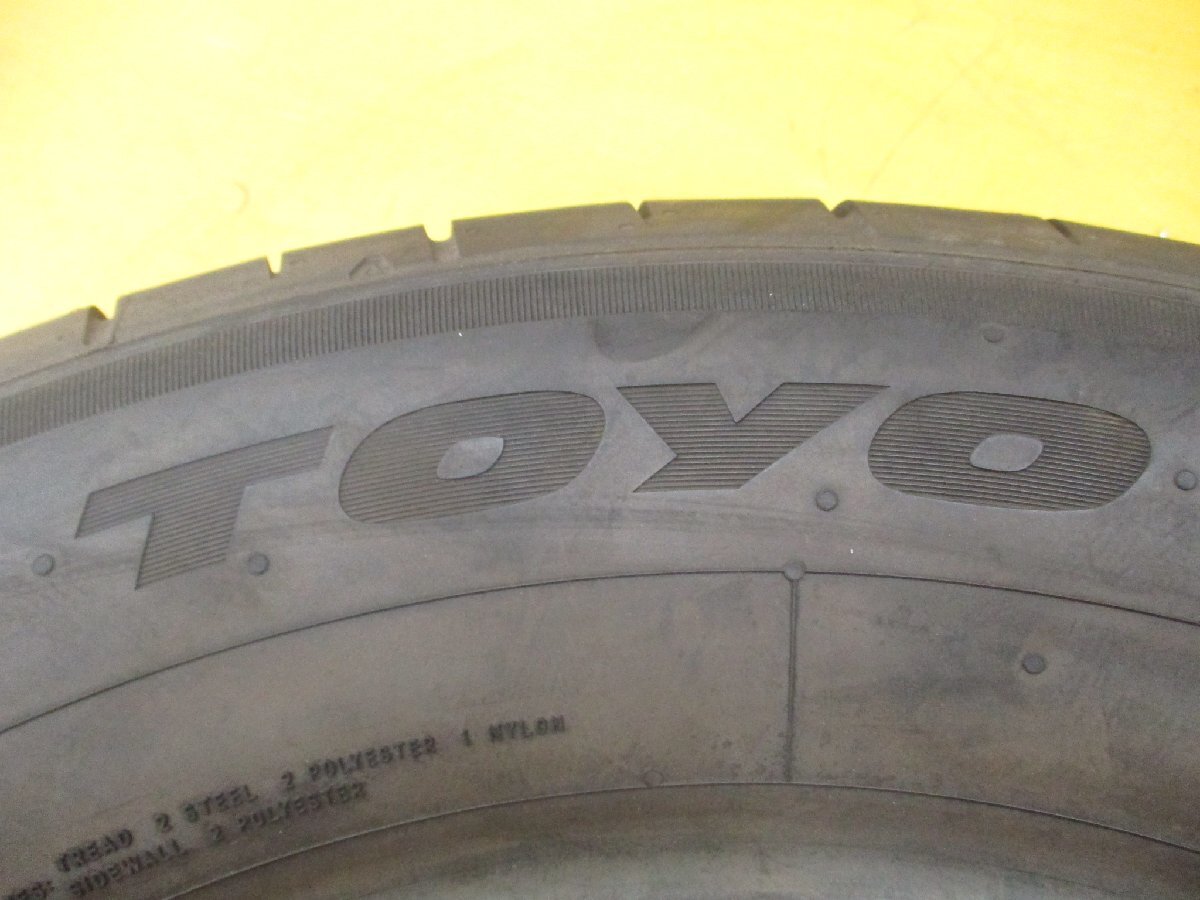 TOYO
TREAD 2 STEEL 2 POLYESTER 1 NYLON
SIDEWALL 2 POLYESTER